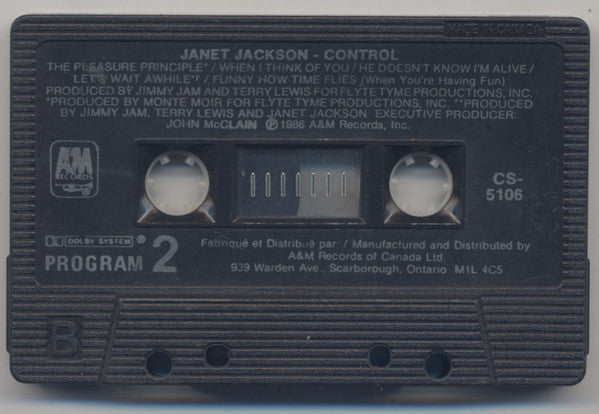 MADE IN CANADA
JANET JACKSON - CONTROL
THE PLEASURE PRINCIPLE* / WHEN I THINK OF YOU / HE DOESN'T KNOW I'M ALIVE /
LET'S WAIT AWHILE** / FUNNY HOW TIME FLIES (When You're Having Fun)
PRODUCED BY JIMMY JAM AND TERRY LEWIS FOR FLYTE TYME PRODUCTIONS, INC.
*PRODUCED BY MONTE MOIR FOR FLYTE TYME PRODUCTIONS, INC. **PRODUCED
BY JIMMY JAM, TERRY LEWIS AND JANET JACKSON EXECUTIVE PRODUCER:
JOHN McCLAIN ℗ 1986 A&M Records, Inc.
A&M
RECORDS
CS-
5106
DOLBY SYSTEM ®
PROGRAM 2
Fabriqué et Distribué par / Manufactured and Distributed by
A&M Records of Canada Ltd.
939 Warden Ave., Scarborough, Ontario M1L 4C5
B